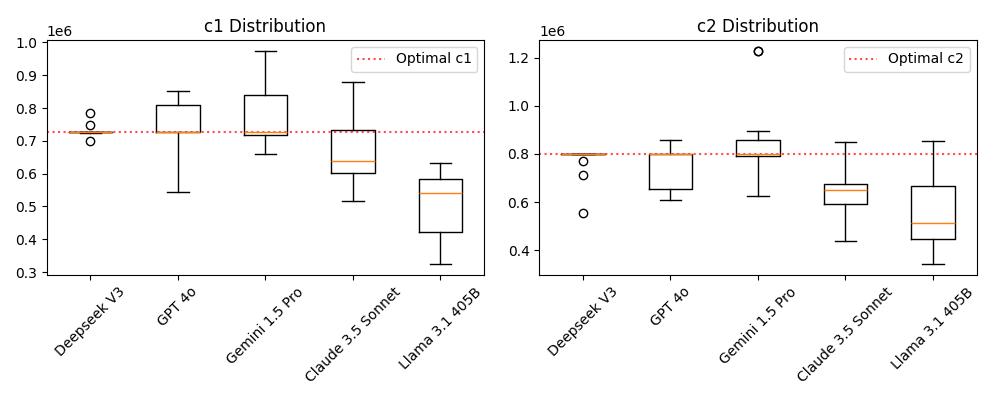 c1 Distribution
1e6
1.0
0.9
0.8
0.7
0.6
0.5
0.4
0.3
Optimal c1
Deepseek V3
GPT 4o
Gemini 1.5 Pro
Claude 3.5 Sonnet
Llama 3.1 405B
c2 Distribution
1e6
1.2
1.0
0.8
0.6
0.4
Optimal c2
Deepseek V3
GPT 4o
Gemini 1.5 Pro
Claude 3.5 Sonnet
Llama 3.1 405B